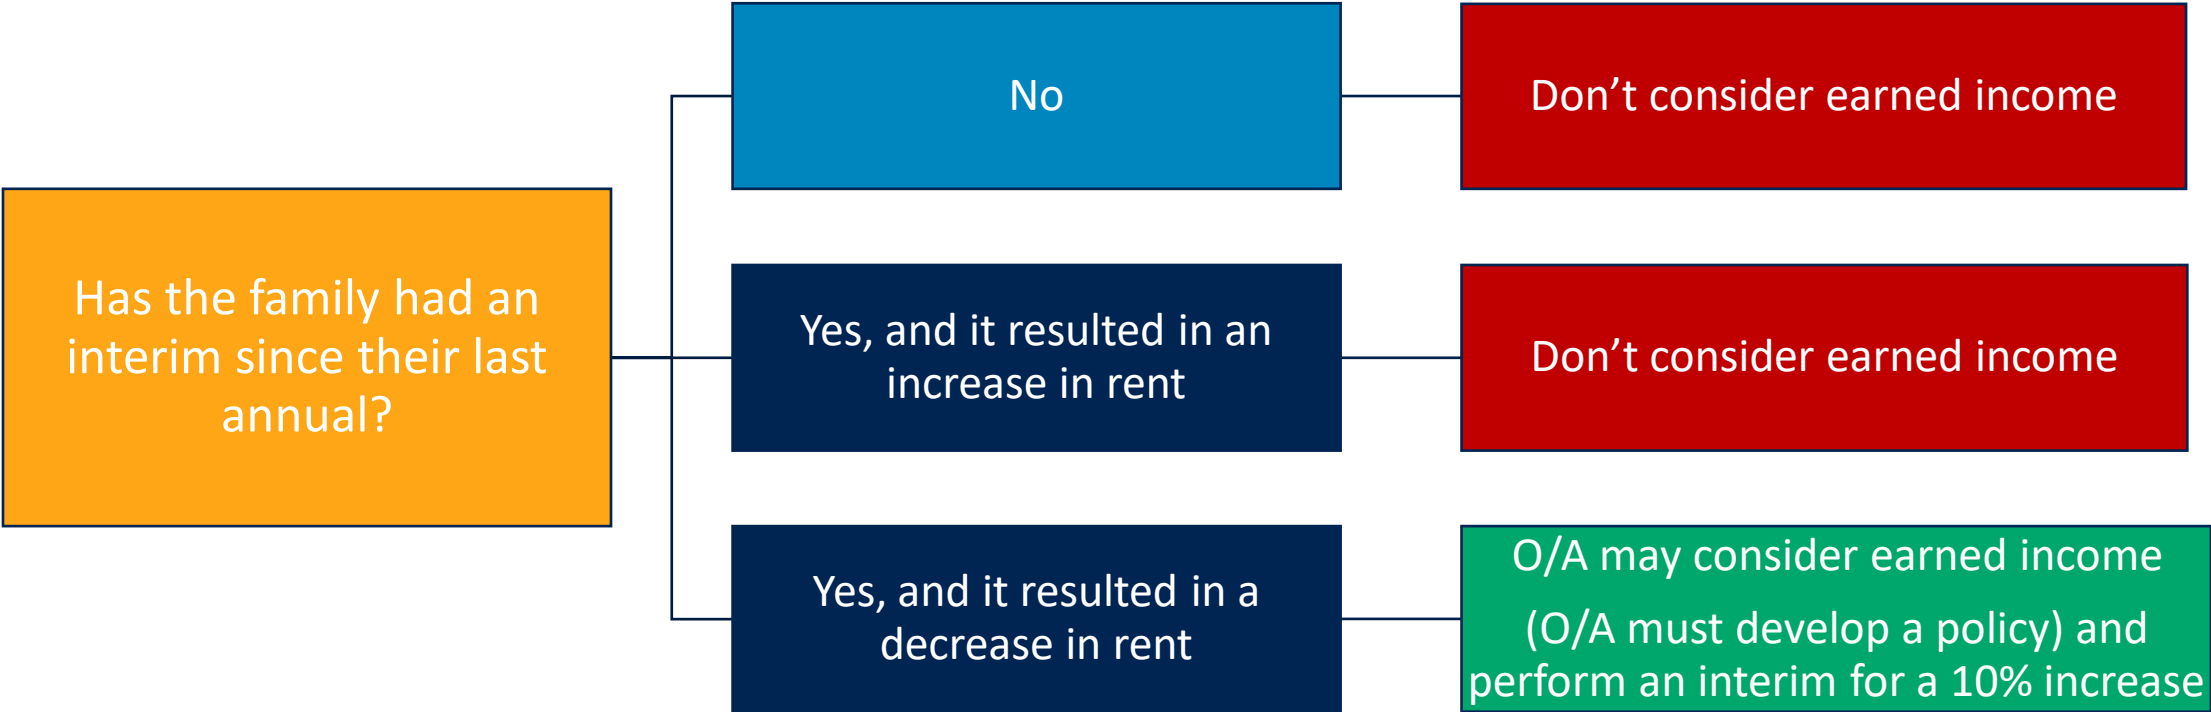 Has the family had an
interim since their last
annual?
No
Don't consider earned income
Yes, and it resulted in an
increase in rent
Don't consider earned income
Yes, and it resulted in a
decrease in rent
O/A may consider earned income
(O/A must develop a policy) and
perform an interim for a 10% increase